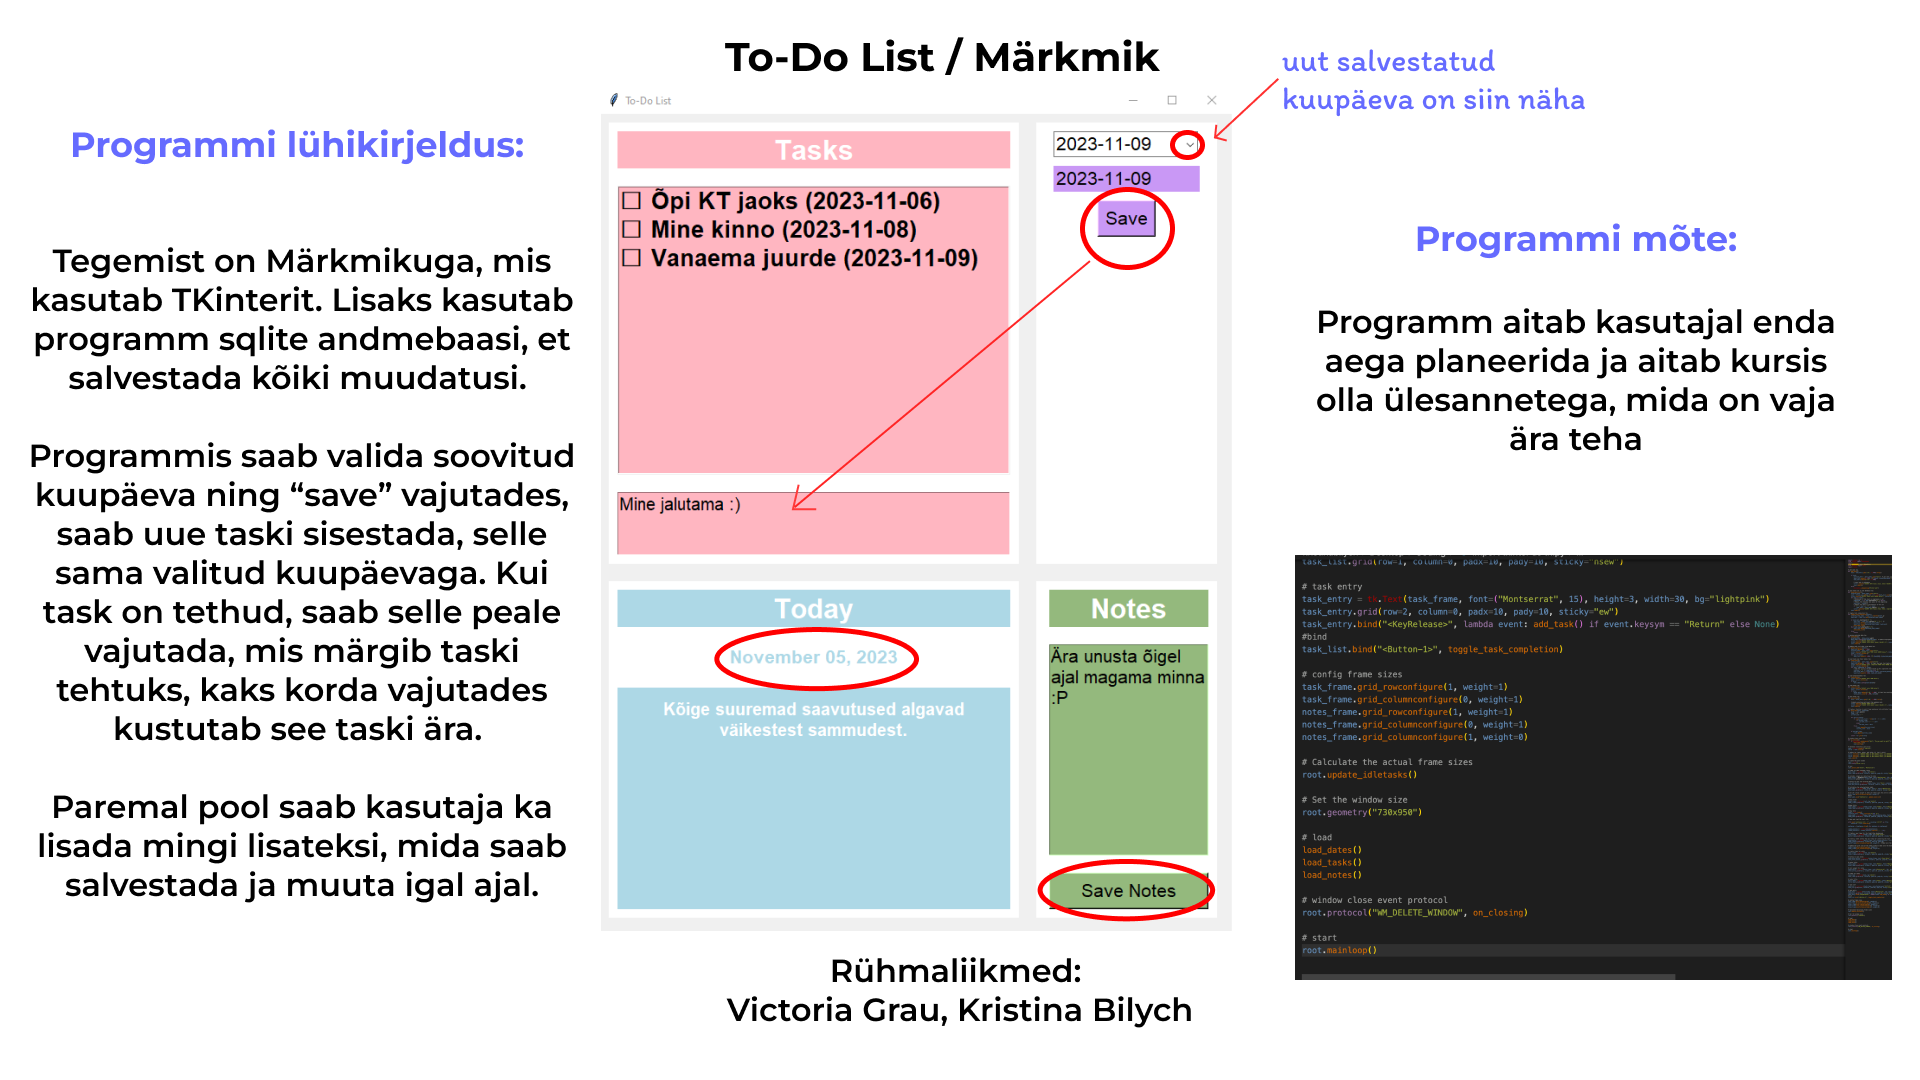 To-Do List / Märkmik
uut salvestatud
kuupäeva on siin näha
Programmi lühikirjeldus:
Tegemist on Märkmikuga, mis
kasutab TKinterit. Lisaks kasutab
programm sqlite andmebaasi, et
salvestada kõiki muudatusi.
Programmis saab valida soovitud
kuupäeva ning “save” vajutades,
saab uue taski sisestada, selle
sama valitud kuupäevaga. Kui
task on tethud, saab selle peale
vajutada, mis märgib taski
tehtuks, kaks korda vajutades
kustutab see taski ära.
Paremal pool saab kasutaja ka
lisada mingi lisateksi, mida saab
salvestada ja muuta igal ajal.
To-Do List
Tasks
☐ Õpi KT jaoks (2023-11-06)
☐ Mine kinno (2023-11-08)
☐ Vanaema juurde (2023-11-09)
Mine jalutama :)
2023-11-09
2023-11-09
Save
Today
November 05, 2023
Kõige suuremad saavutused algavad
väikestest sammudest.
Notes
Ära unusta õigel
ajal magama minna
:P
Save Notes
Rühmaliikmed:
Victoria Grau, Kristina Bilych
Programmi mõte:
Programm aitab kasutajal enda
aega planeerida ja aitab kursis
olla ülesannetega, mida on vaja
ära teha
task_list.grid(row=1, column=0, padx=10, pady=10, sticky="nsew")
# task entry
task_entry = tk.Text(task_frame, font=("Montserrat", 15), height=3, width=30, bg="lightpink")
task_entry.grid(row=2, column=0, padx=10, pady=10, sticky="ew")
task_entry.bind("<KeyRelease>", lambda event: add_task() if event.keysym == "Return" else None)
#bind
task_list.bind("<Button-1>", toggle_task_completion)
# config frame sizes
task_frame.grid_rowconfigure(1, weight=1)
task_frame.grid_columnconfigure(0, weight=1)
notes_frame.grid_rowconfigure(1, weight=1)
notes_frame.grid_columnconfigure(0, weight=1)
notes_frame.grid_columnconfigure(1, weight=0)
# Calculate the actual frame sizes
root.update_idletasks()
# Set the window size
root.geometry("730x950")
# load
load_dates()
load_tasks()
load_notes()
# window close event protocol
root.protocol("WM_DELETE_WINDOW", on_closing)
# start
root.mainloop()